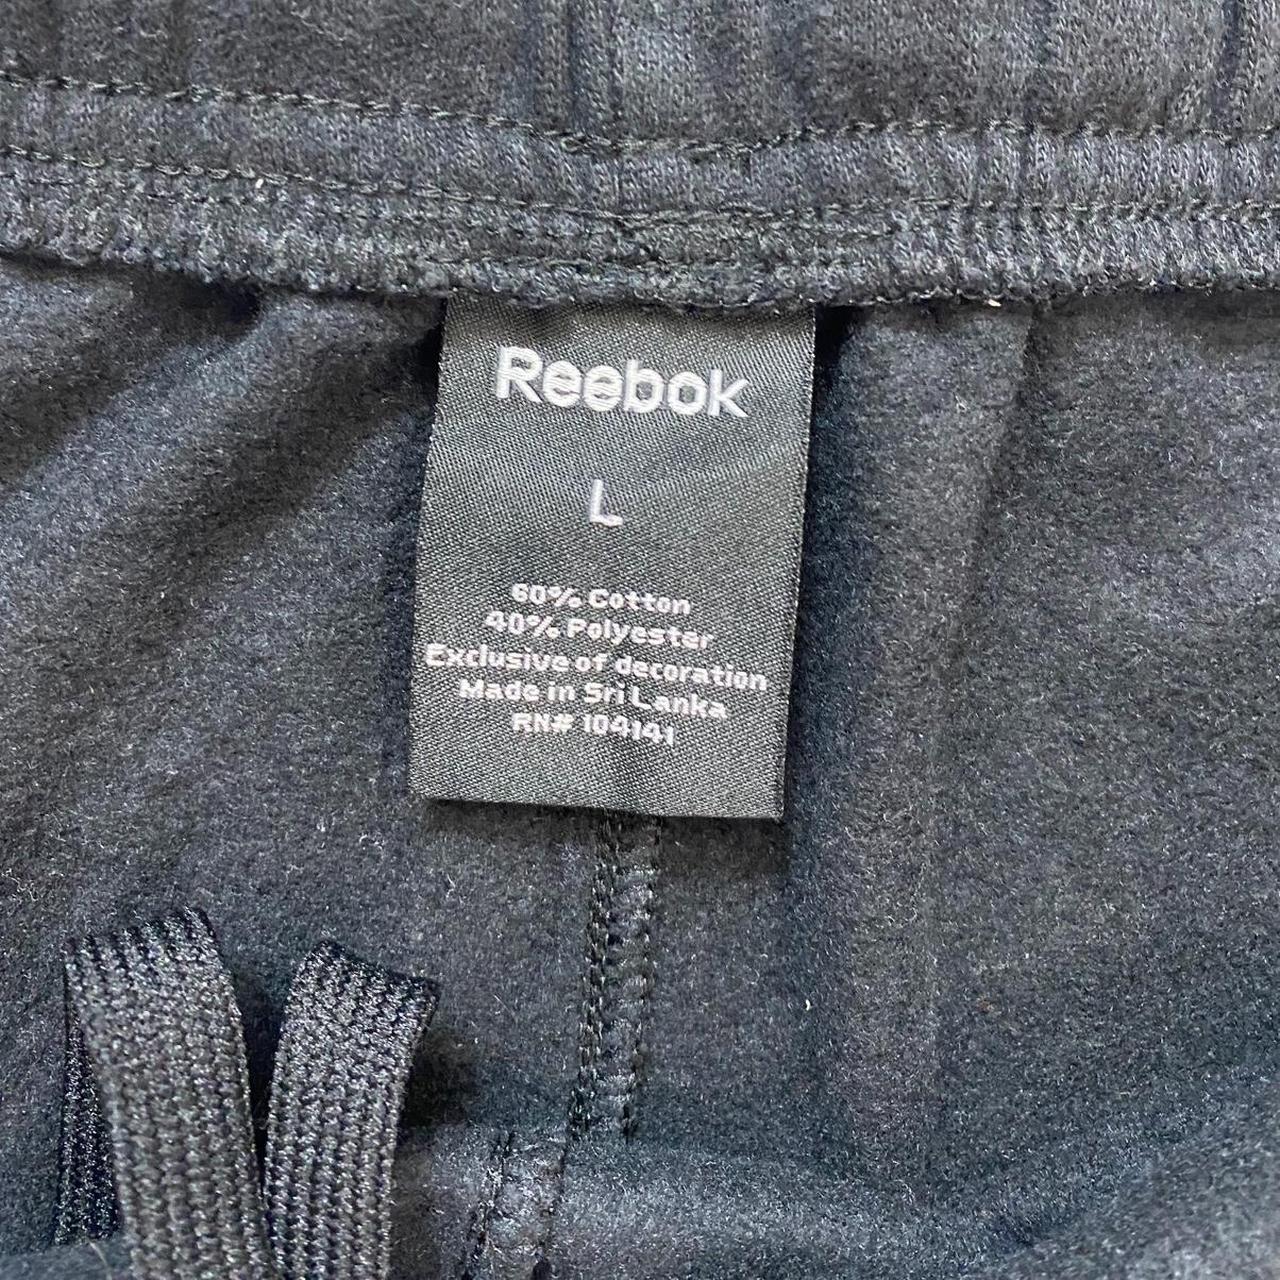 Reebok
L
60% Cotton
40% Polyester
Exclusive of decoration
Made in Sri Lanka
RN# 104141